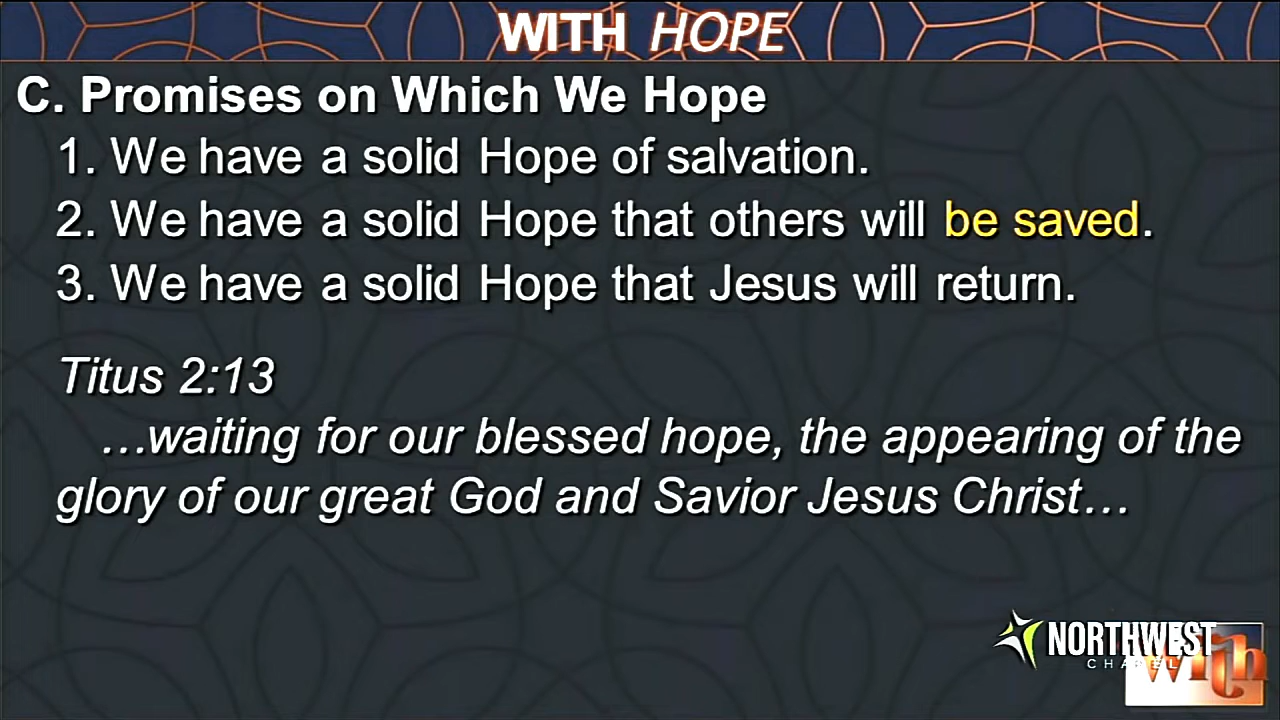 WITH HOPE
C. Promises on Which We Hope
1. We have a solid Hope of salvation.
2. We have a solid Hope that others will be saved.
3. We have a solid Hope that Jesus will return.
Titus 2:13
…waiting for our blessed hope, the appearing of the
glory of our great God and Savior Jesus Christ…
NORTHWEST
CHAPEL
with